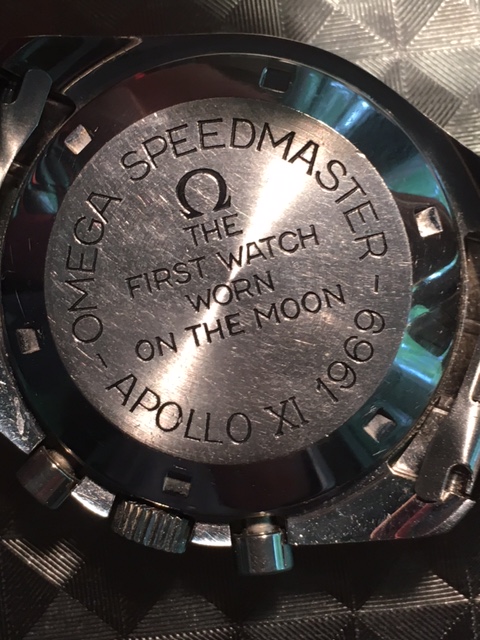 - OMEGA SPEEDMASTER -
Ω
THE
FIRST WATCH
WORN
ON THE MOON
APOLLO XI 1969